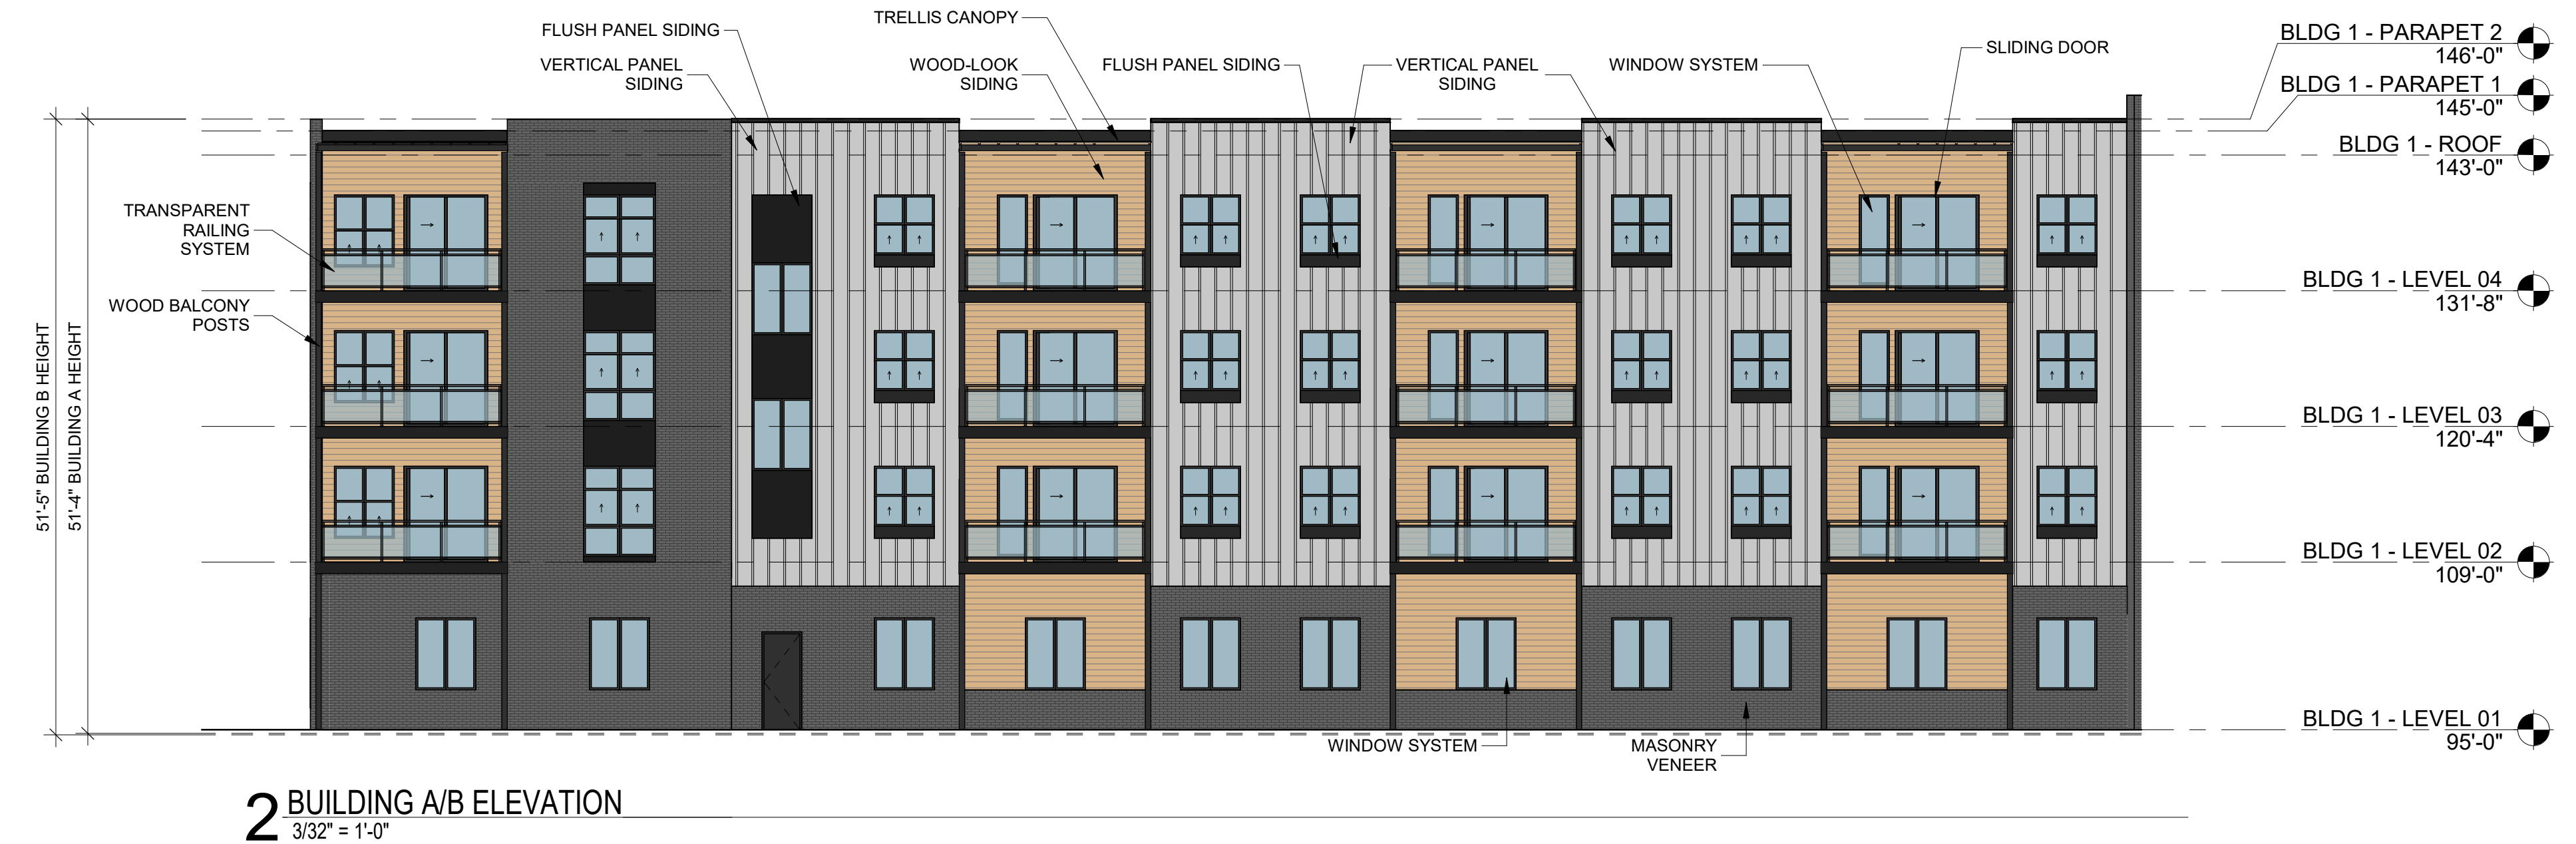 FLUSH PANEL SIDING
VERTICAL PANEL
SIDING
TRELLIS CANOPY
WOOD-LOOK
SIDING
FLUSH PANEL SIDING
VERTICAL PANEL
SIDING
WINDOW SYSTEM
SLIDING DOOR
TRANSPARENT
RAILING
SYSTEM
WOOD BALCONY
POSTS
51'-5" BUILDING B HEIGHT
51'-4" BUILDING A HEIGHT
BLDG 1 - PARAPET 2
146'-0"
BLDG 1 - PARAPET 1
145'-0"
BLDG 1 - ROOF
143'-0"
BLDG 1 - LEVEL 04
131'-8"
BLDG 1 - LEVEL 03
120'-4"
BLDG 1 - LEVEL 02
109'-0"
BLDG 1 - LEVEL 01
95'-0"
WINDOW SYSTEM
MASONRY
VENEER
2 BUILDING A/B ELEVATION
3/32" = 1'-0"